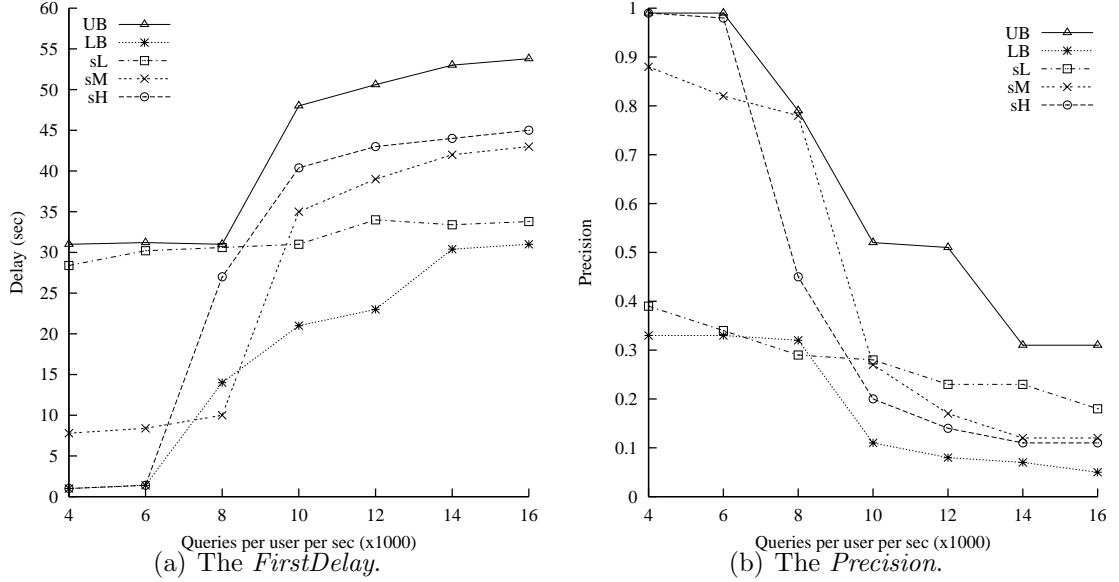 60
55
50
45
40
35
30
25
20
15
10
5
0
4 6 8 10 12 14 16
Delay (sec)
Queries per user per sec (x1000)
UB
LB
sL
sM
sH
(a) The FirstDelay.
1
0.9
0.8
0.7
0.6
0.5
0.4
0.3
0.2
0.1
0
4 6 8 10 12 14 16
Precision
Queries per user per sec (x1000)
UB
LB
sL
sM
sH
(b) The Precision.